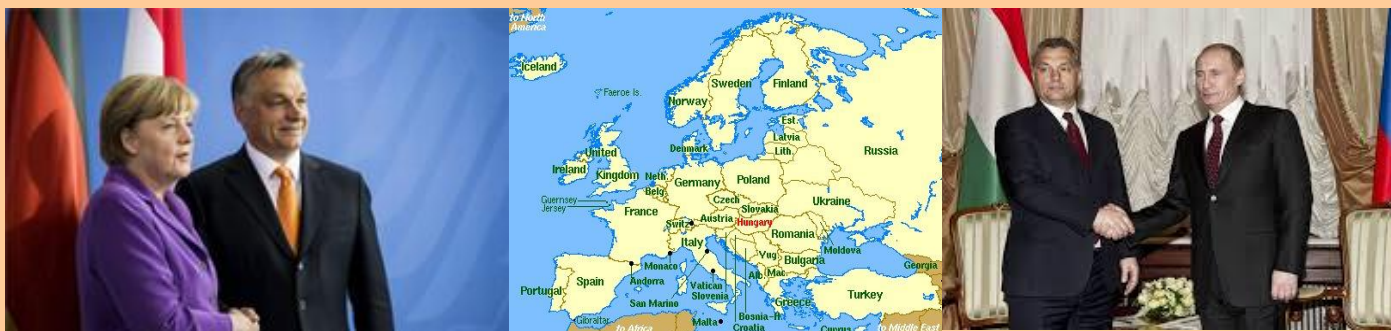 to North
America
Iceland
Faeroe Is.
Sweden
Finland
Norway
Est.
Latvia
Lith.
Russia
Denmark
United
Kingdom
Ireland
Neth.
Belg.
Germany
Poland
Guernsey
Jersey
Czech
Slovakia
Ukraine
France
Switz
Austria
Hungary
Romania
Moldova
Italy
Yug
Bulgaria
Georgia
Monaco
Andorra
San Marino
Vatican
Slovenia
Alb.
Mac.
Portugal
Spain
Greece
Turkey
Gibraltar
to Africa
Malta
Bosnia-H.
Croatia
Cyprus
to Middle East